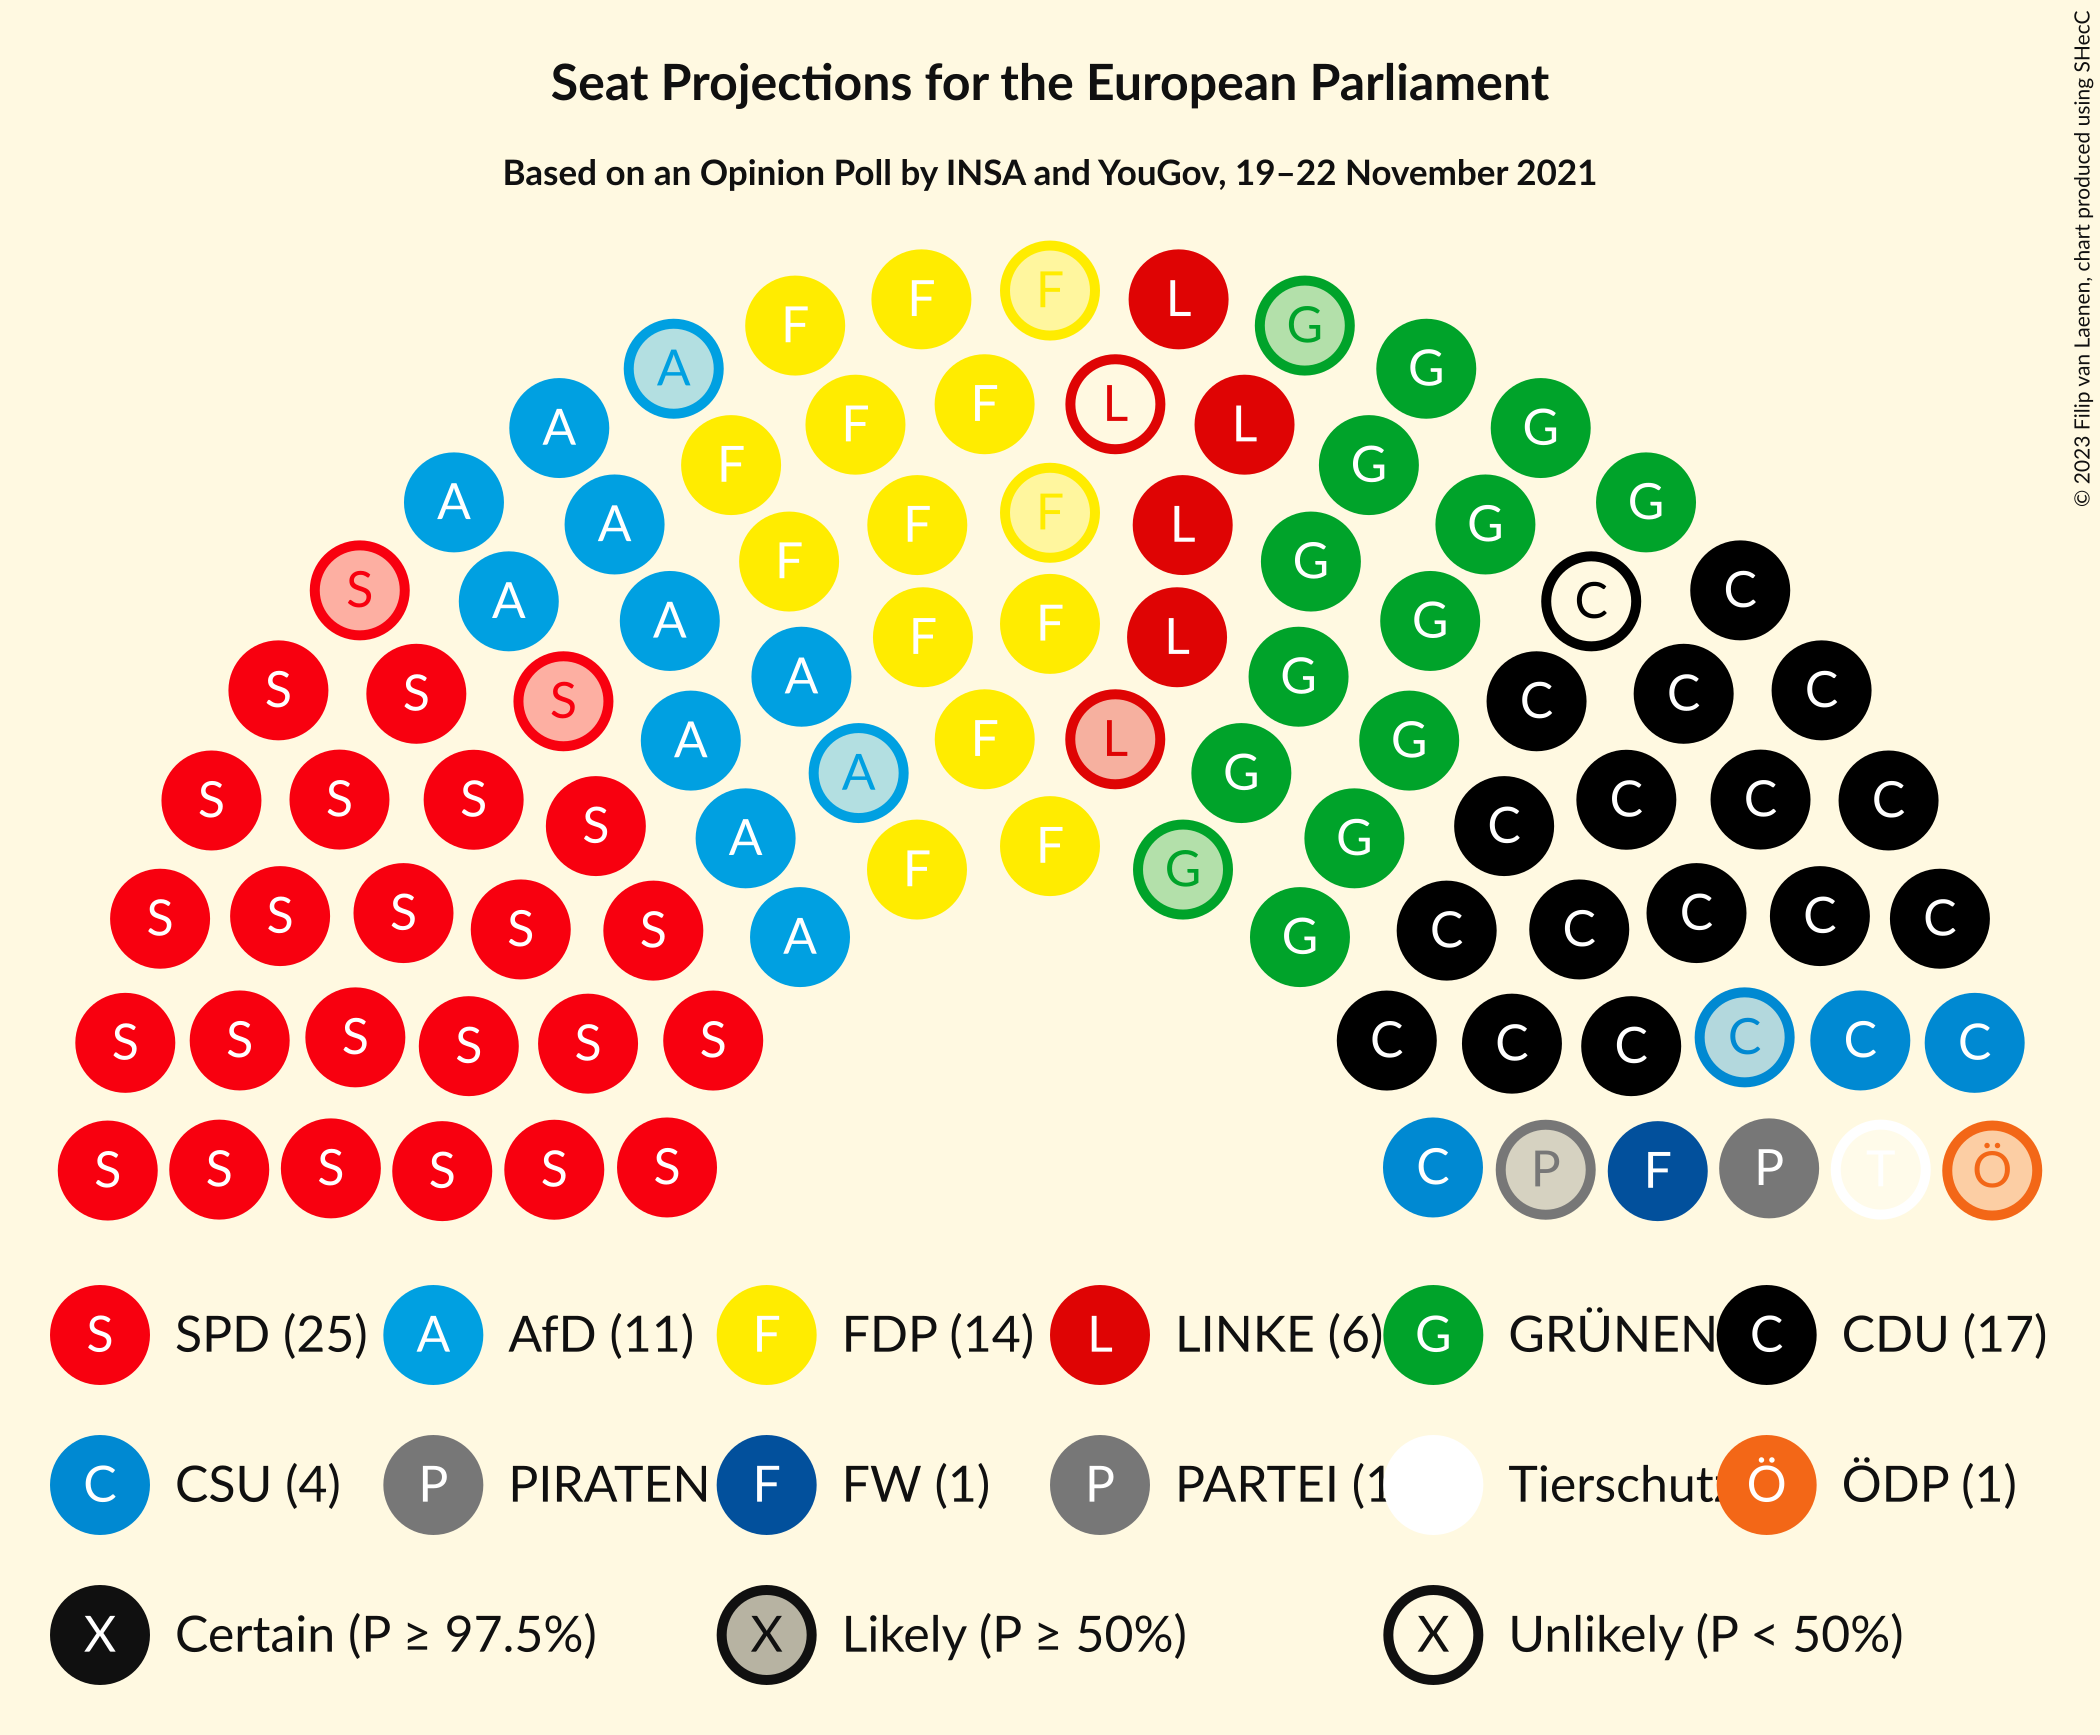 Seat Projections for the European Parliament
Based on an Opinion Poll by INSA and YouGov, 19–22 November 2021
© 2023 Filip van Laenen, chart produced using SHecC
F F F L G
A F F F L L G G
A F F F L G G G
A A F F F L G G G
S A A A F L G G G C C
S S S A A A F F G G G G C C C
S S S S A A G G C C C C
S S S S S C C C C C
S S S S S S C C C C C C
S S S S S S C P F P T Ö
S SPD (25) A AfD (11) F FDP (14) L LINKE (6) G GRÜNEN C CDU (17)
C CSU (4) P PIRATEN F FW (1) P PARTEI (1 Tierschutz Ö ÖDP (1)
X Certain (P ≥ 97.5%) X Likely (P ≥ 50%) X Unlikely (P < 50%)